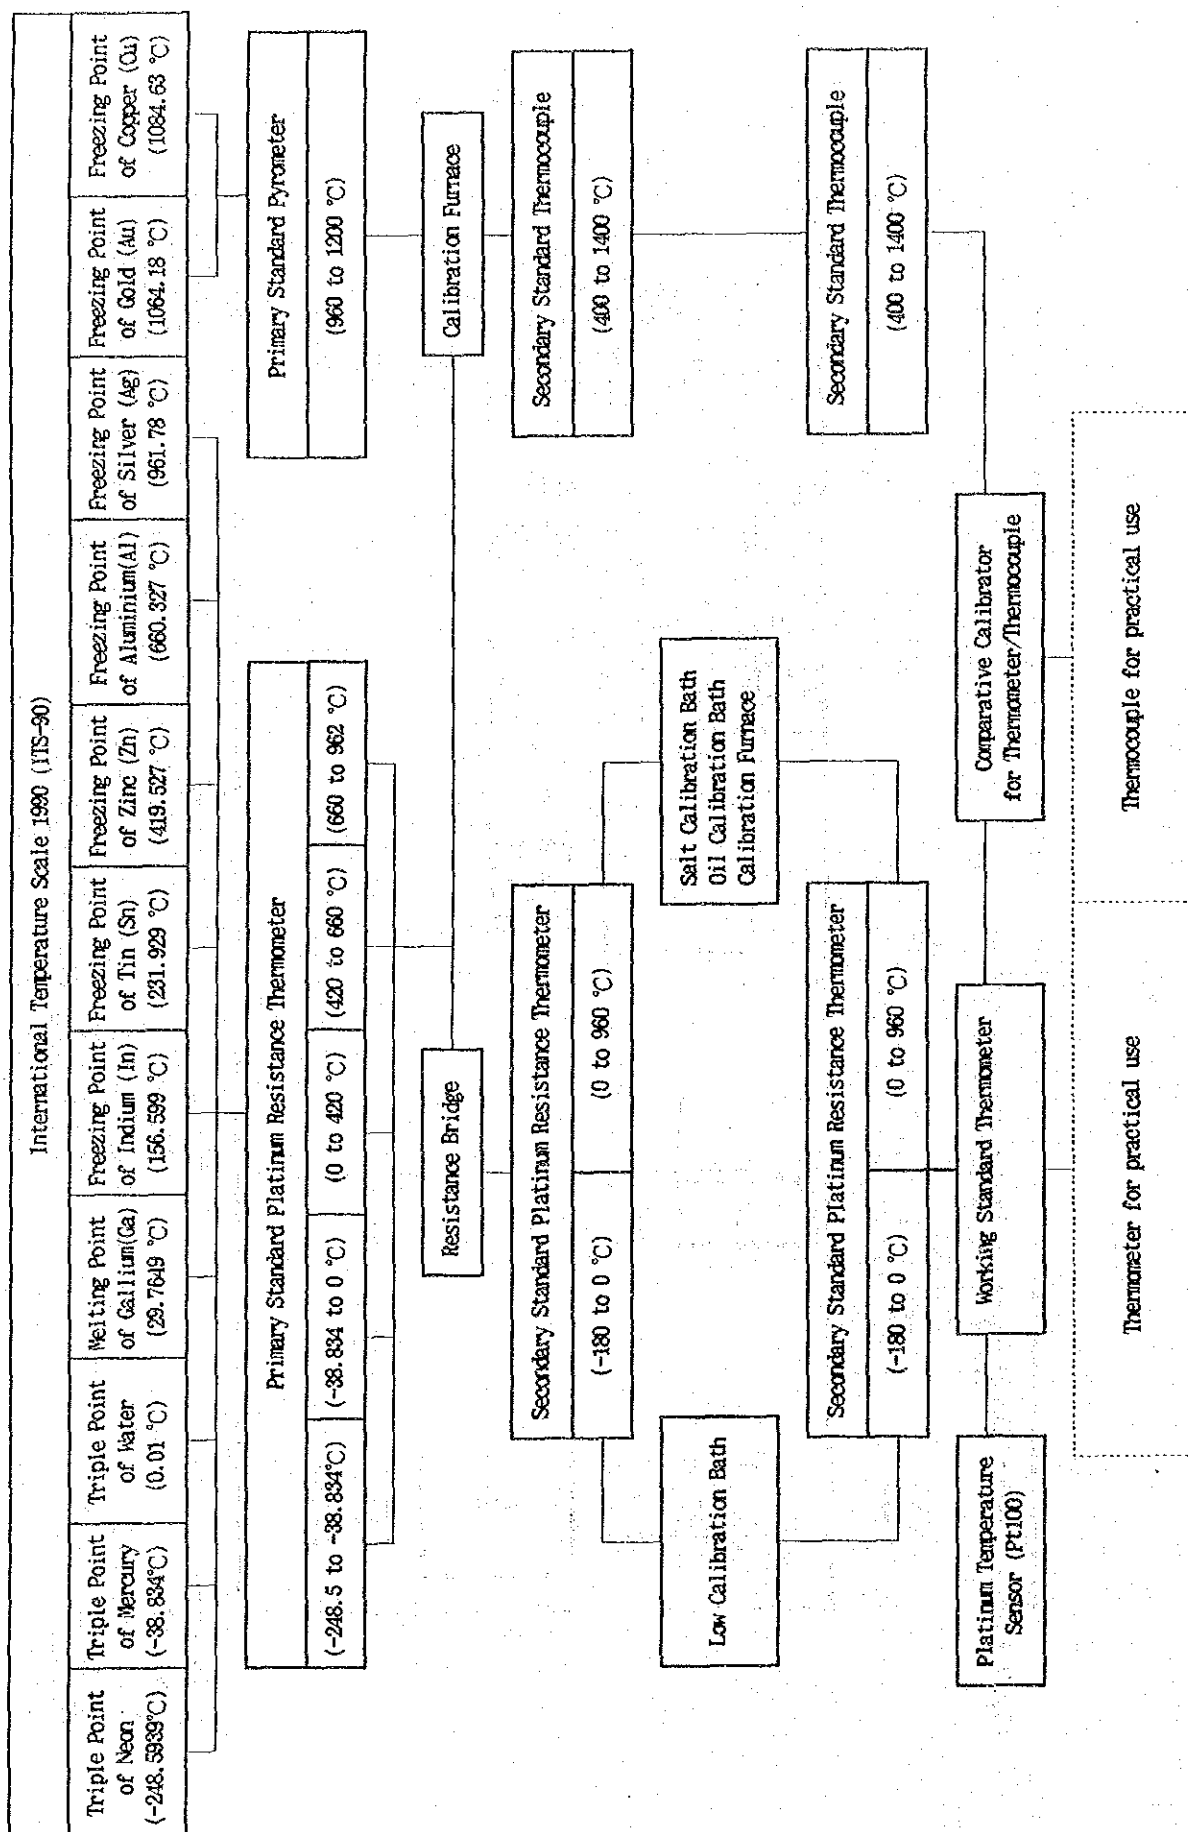 International Temperature Scale 1990 (ITS-90)
Triple Point
of Neon
(-248.5939℃)
Triple Point
of Mercury
(-38.834℃)
Triple Point
of Water
(0.01 ℃)
Melting Point
of Gallium(Ga)
(29.7649 ℃)
Freezing Point
of Indium (In)
(156.599 ℃)
Freezing Point
of Tin (Sn)
(231.929 ℃)
Freezing Point
of Zinc (Zn)
(419.527 ℃)
Freezing Point
of Aluminium(Al)
(660.327 ℃)
Freezing Point
of Silver (Ag)
(961.78 ℃)
Freezing Point
of Gold (Au)
(1064.18 ℃)
Freezing Point
of Copper (Cu)
(1084.63 ℃)
Primary Standard Platinum Resistance Thermometer
(-248.5 to -38.834℃)
(-38.834 to 0 ℃)
(0 to 420 ℃)
(420 to 660 ℃)
(660 to 962 ℃)
Primary Standard Pyrometer
(960 to 1200 ℃)
Resistance Bridge
Calibration Furnace
Secondary Standard Platinum Resistance Thermometer
(-180 to 0 ℃)
(0 to 960 ℃)
Secondary Standard Thermocouple
(400 to 1400 ℃)
Low Calibration Bath
Salt Calibration Bath
Oil Calibration Bath
Calibration Furnace
Secondary Standard Platinum Resistance Thermometer
(-180 to 0 ℃)
(0 to 960 ℃)
Secondary Standard Thermocouple
(400 to 1400 ℃)
Platinum Temperature
Sensor (Pt100)
Working Standard Thermometer
Comparative Calibrator
for Thermometer/Thermocouple
Thermometer for practical use
Thermocouple for practical use